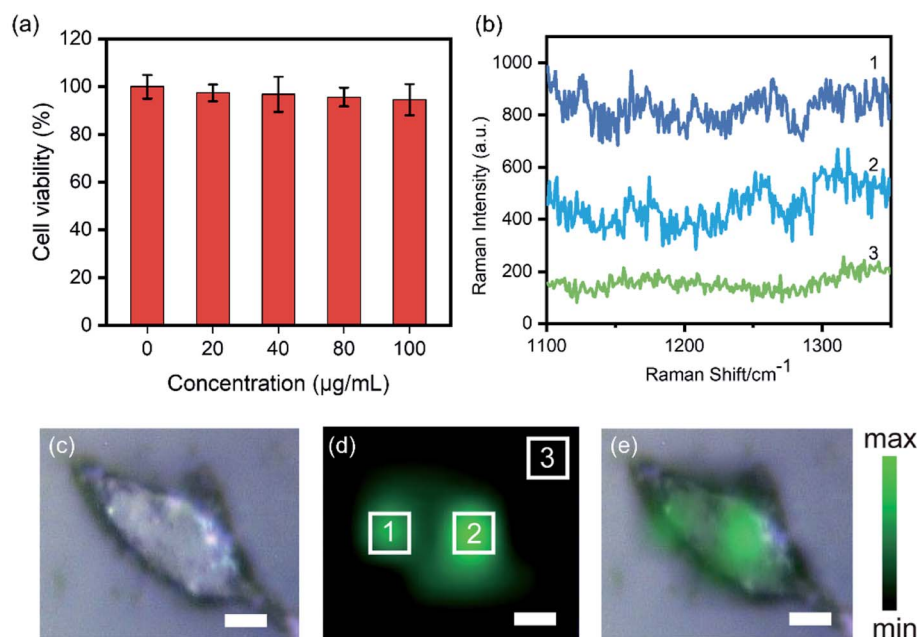 (a)
Cell viability (%)
120
100
80
60
40
20
0
0 20 40 80 100
Concentration (μg/mL)
(b)
Raman Intensity (a.u.)
1000
800
600
400
200
0
1
2
3
1100 1200 1300
Raman Shift/cm⁻¹
(c)
(d)
1
2
3
(e)
max
min